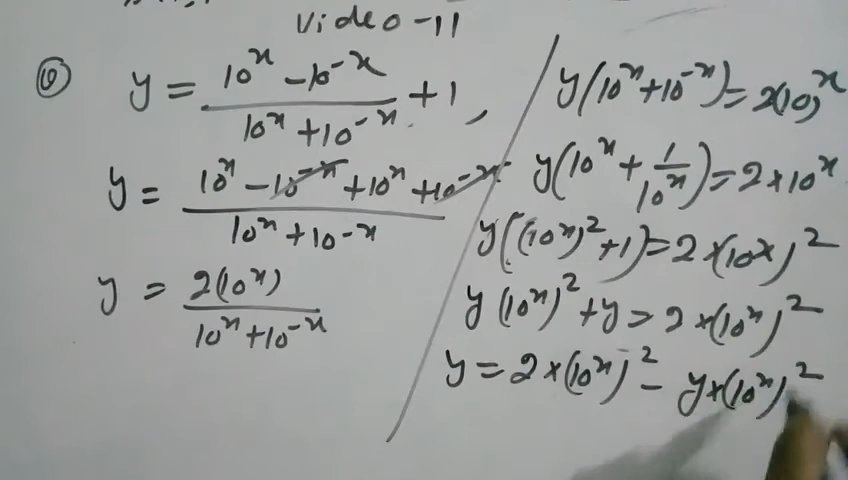 Video-11
y = (10^x - 10^-x)/(10^x + 10^-x) + 1,
y = (10^x - 10^-x + 10^x + 10^-x)/(10^x + 10^-x)
y = 2(10^x)/(10^x + 10^-x)
y(10^x + 10^-x) = 2(10)^x
y(10^x + 1/10^x) = 2 × 10^x
y((10^x)^2 + 1) = 2 × (10^x)^2
y(10^x)^2 + y = 2 × (10^x)^2
y = 2 × (10^x)^2 - y × (10^x)^2